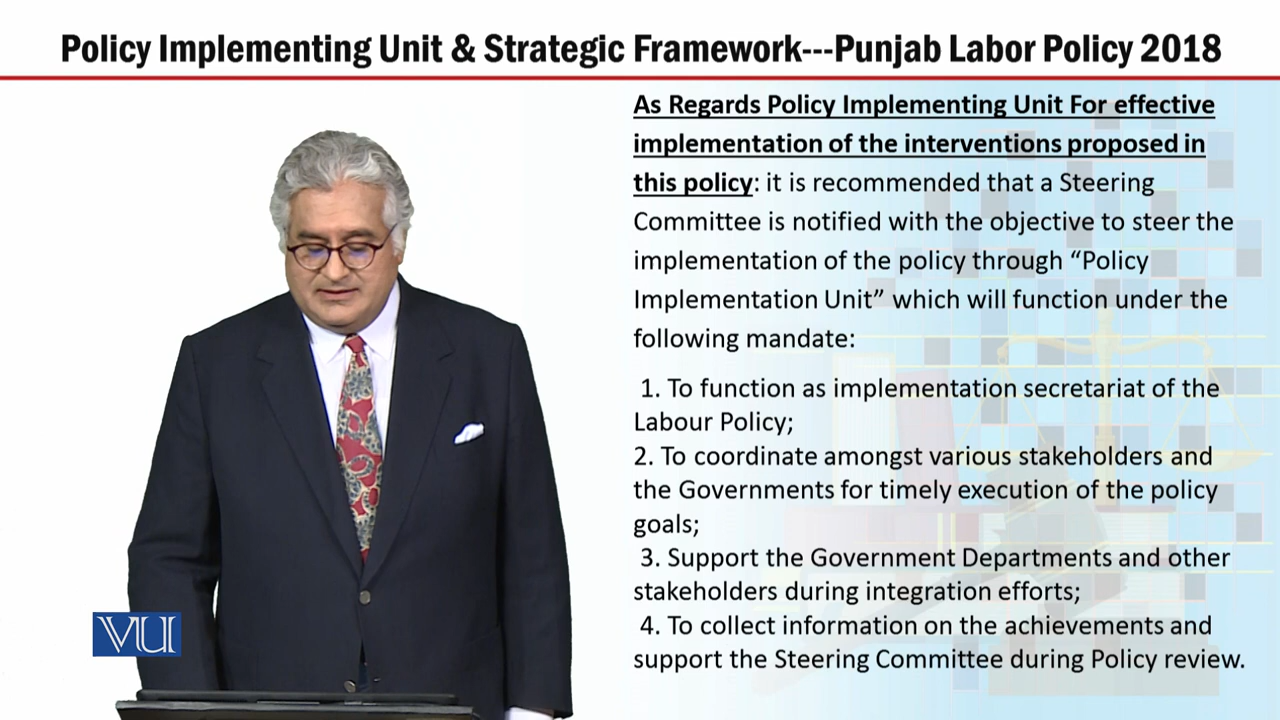 Policy Implementing Unit & Strategic Framework---Punjab Labor Policy 2018
As Regards Policy Implementing Unit For effective
implementation of the interventions proposed in
this policy: it is recommended that a Steering
Committee is notified with the objective to steer the
implementation of the policy through “Policy
Implementation Unit” which will function under the
following mandate:
1. To function as implementation secretariat of the
Labour Policy;
2. To coordinate amongst various stakeholders and
the Governments for timely execution of the policy
goals;
3. Support the Government Departments and other
stakeholders during integration efforts;
4. To collect information on the achievements and
support the Steering Committee during Policy review.
VU